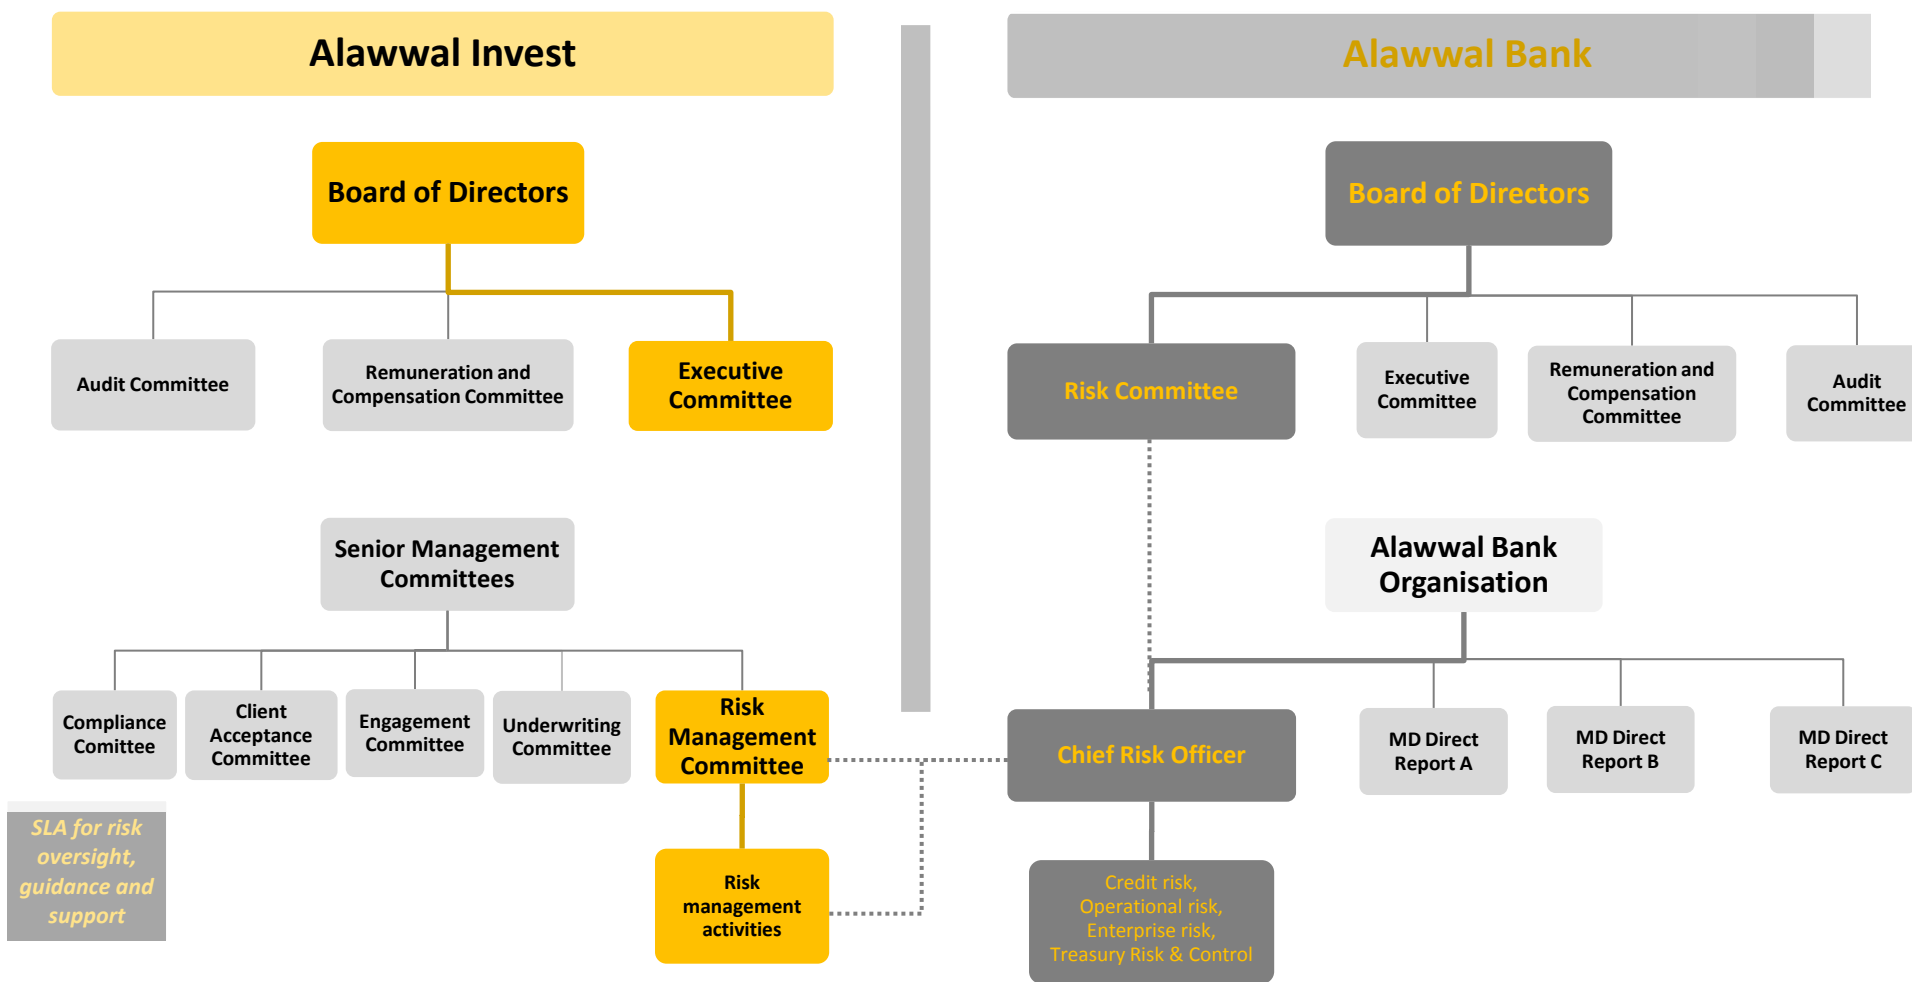 Alawwal Invest
Alawwal Bank
Board of Directors
Board of Directors
Audit Committee
Remuneration and
Compensation Committee
Executive
Committee
Risk Committee
Executive
Committee
Remuneration and
Compensation
Committee
Audit
Committee
Senior Management
Committees
Alawwal Bank
Organisation
Compliance
Comittee
Client
Acceptance
Committee
Engagement
Committee
Underwriting
Committee
Risk
Management
Committee
Chief Risk Officer
MD Direct
Report A
MD Direct
Report B
MD Direct
Report C
SLA for risk
oversight,
guidance and
support
Risk
management
activities
Credit risk,
Operational risk,
Enterprise risk,
Treasury Risk & Control